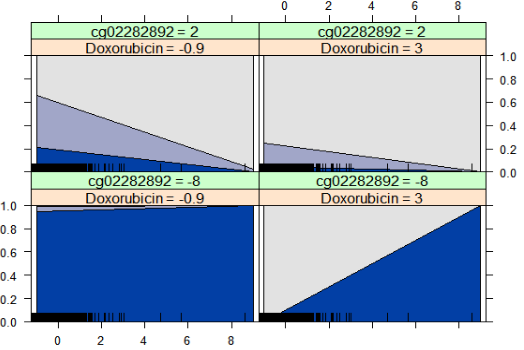 0 2 4 6 8
cg02282892 = 2 cg02282892 = 2
Doxorubicin = -0.9 Doxorubicin = 3
1.0
0.8
0.6
0.4
0.2
0.0
cg02282892 = -8 cg02282892 = -8
Doxorubicin = -0.9 Doxorubicin = 3
1.0
0.8
0.6
0.4
0.2
0.0
0 2 4 6 8